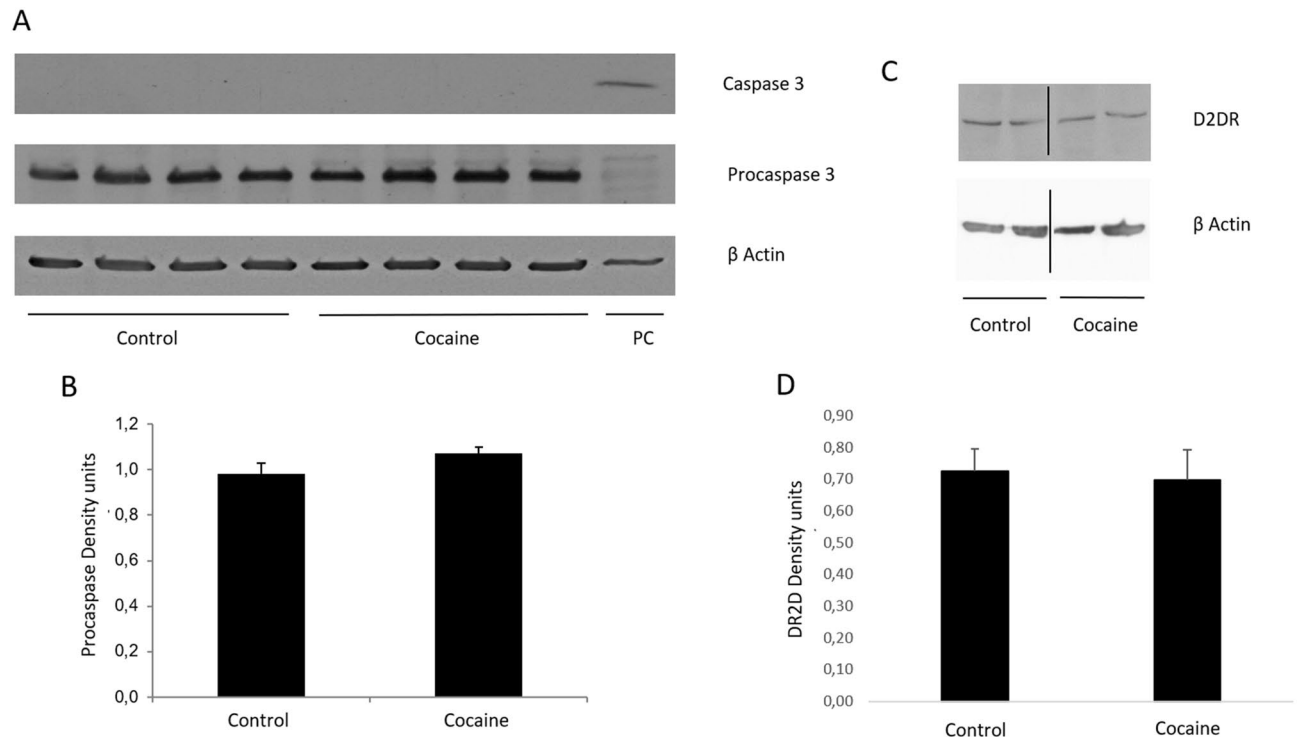 A
Caspase 3
Procaspase 3
β Actin
Control Cocaine PC
C
D2DR
β Actin
Control Cocaine
B
Procaspase Density units
1,2
1,0
0,8
0,6
0,4
0,2
0,0
Control Cocaine
D
DR2D Density units
0,90
0,80
0,70
0,60
0,50
0,40
0,30
0,20
0,10
0,00
Control Cocaine